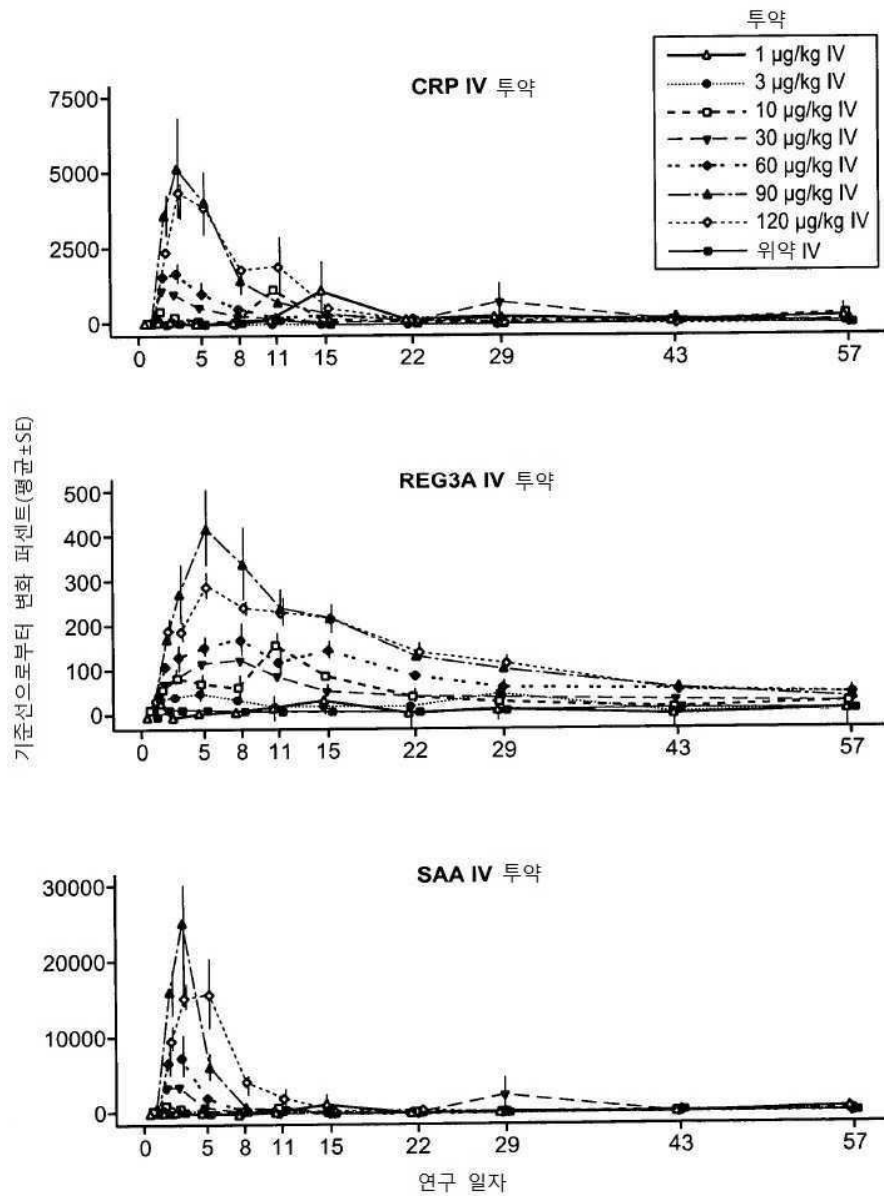 투약
1 µg/kg IV
3 µg/kg IV
10 µg/kg IV
30 µg/kg IV
60 µg/kg IV
90 µg/kg IV
120 µg/kg IV
위약 IV
CRP IV 투약
7500
5000
2500
0
0 5 8 11 15 22 29 43 57
기준선으로부터 변화 퍼센트(평균±SE)
REG3A IV 투약
500
400
300
200
100
0
0 5 8 11 15 22 29 43 57
SAA IV 투약
30000
20000
10000
0
0 5 8 11 15 22 29 43 57
연구 일자